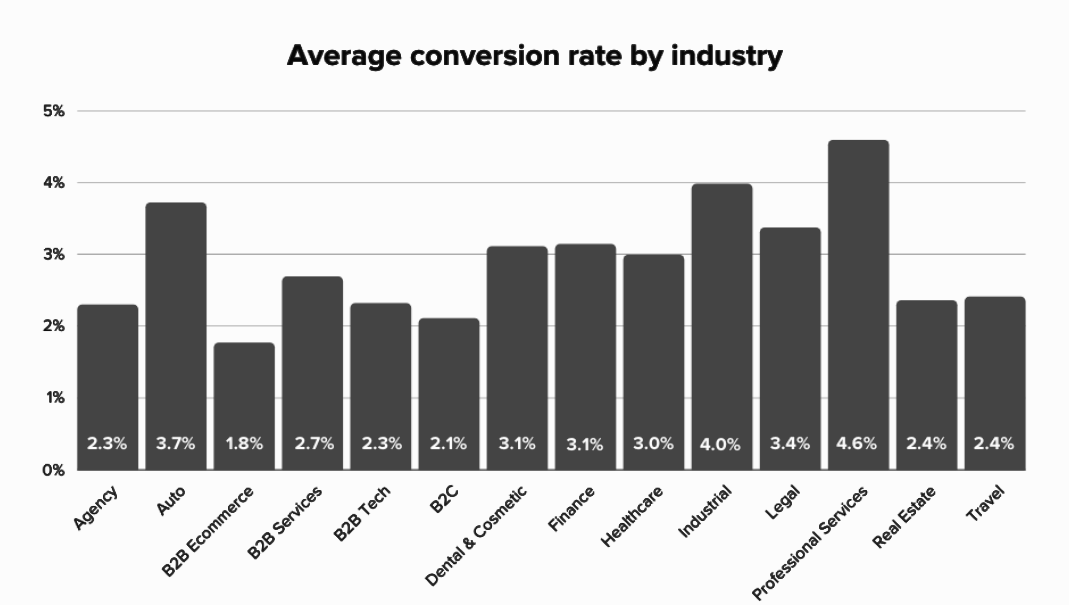 Average conversion rate by industry
5%
4%
3%
2%
1%
0%
2.3% 3.7% 1.8% 2.7% 2.3% 2.1% 3.1% 3.1% 3.0% 4.0% 3.4% 4.6% 2.4% 2.4%
Agency
Auto
B2B Ecommerce
B2B Services
B2B Tech
B2C
Dental & Cosmetic
Finance
Healthcare
Industrial
Legal
Professional Services
Real Estate
Travel